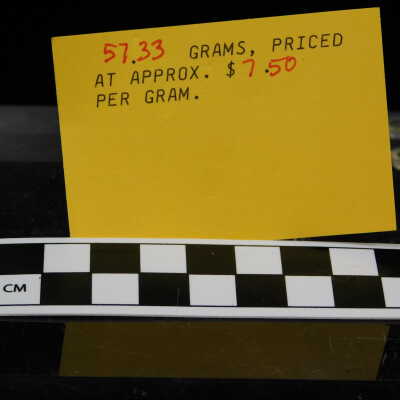 57.33 GRAMS, PRICED
AT APPROX. $7.50
PER GRAM.
CM